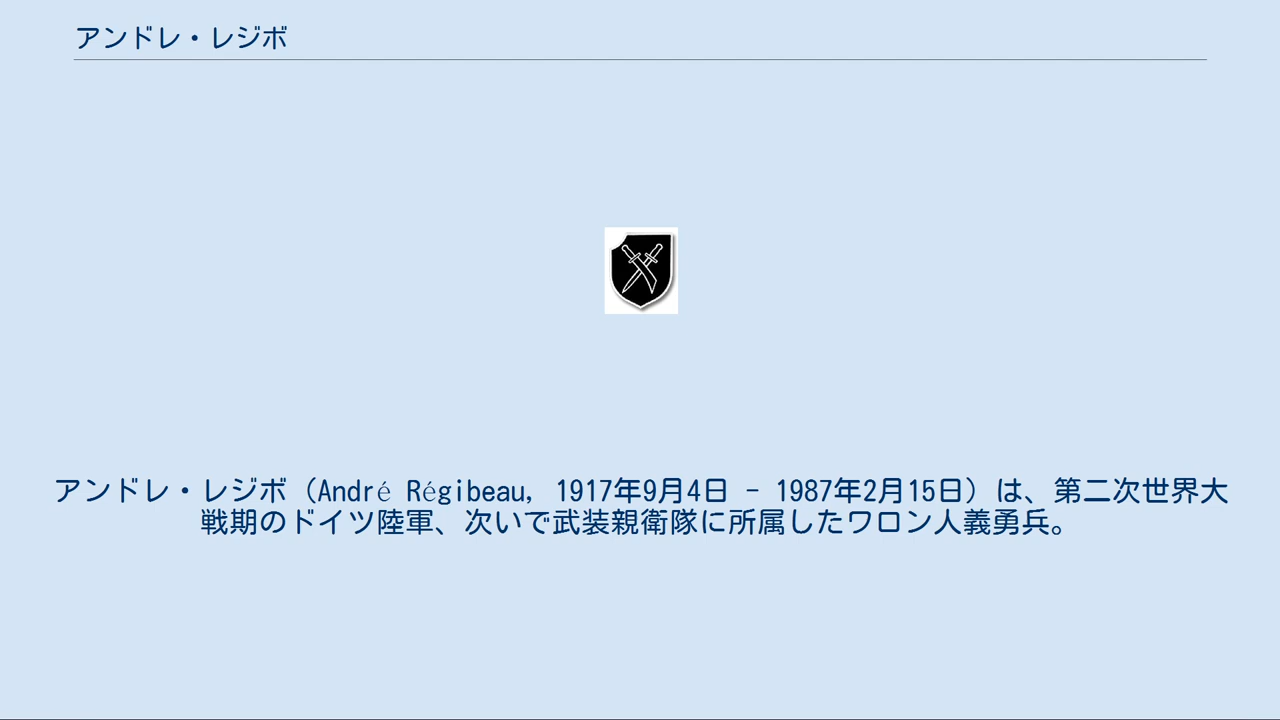 アンドレ・レジボ
アンドレ・レジボ（André Régibeau, 1917年9月4日 - 1987年2月15日）は、第二次世界大
戦期のドイツ陸軍、次いで武装親衛隊に所属したワロン人義勇兵。